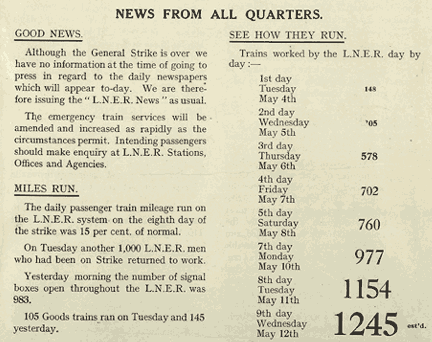 NEWS FROM ALL QUARTERS.
GOOD NEWS.
Although the General Strike is over we
have no information at the time of going to
press in regard to the daily newspapers
which will appear to-day. We are there-
fore issuing the "L.N.E.R. News" as usual.
The emergency train services will be
amended and increased as rapidly as the
circumstances permit. Intending passengers
should make enquiry at L.N.E.R. Stations,
Offices and Agencies.
MILES RUN.
The daily passenger train mileage run on
the L.N.E.R. system on the eighth day of
the strike was 15 per cent. of normal.
On Tuesday another 1,000 L.N.E.R. men
who had been on Strike returned to work.
Yesterday morning the number of signal
boxes open throughout the L.N.E.R. was
983.
105 Goods trains ran on Tuesday and 145
yesterday.
SEE HOW THEY RUN.
Trains worked by the L.N.E.R. day by
day :—
1st day
Tuesday 148
May 4th
2nd day
Wednesday
May 5th
3rd day
Thursday 578
May 6th
4th day
Friday 702
May 7th
5th day
Saturday 760
May 8th
7th day
Monday 977
May 10th
8th day
Tuesday 1154
May 11th
9th day
Wednesday 1245 est'd.
May 12th